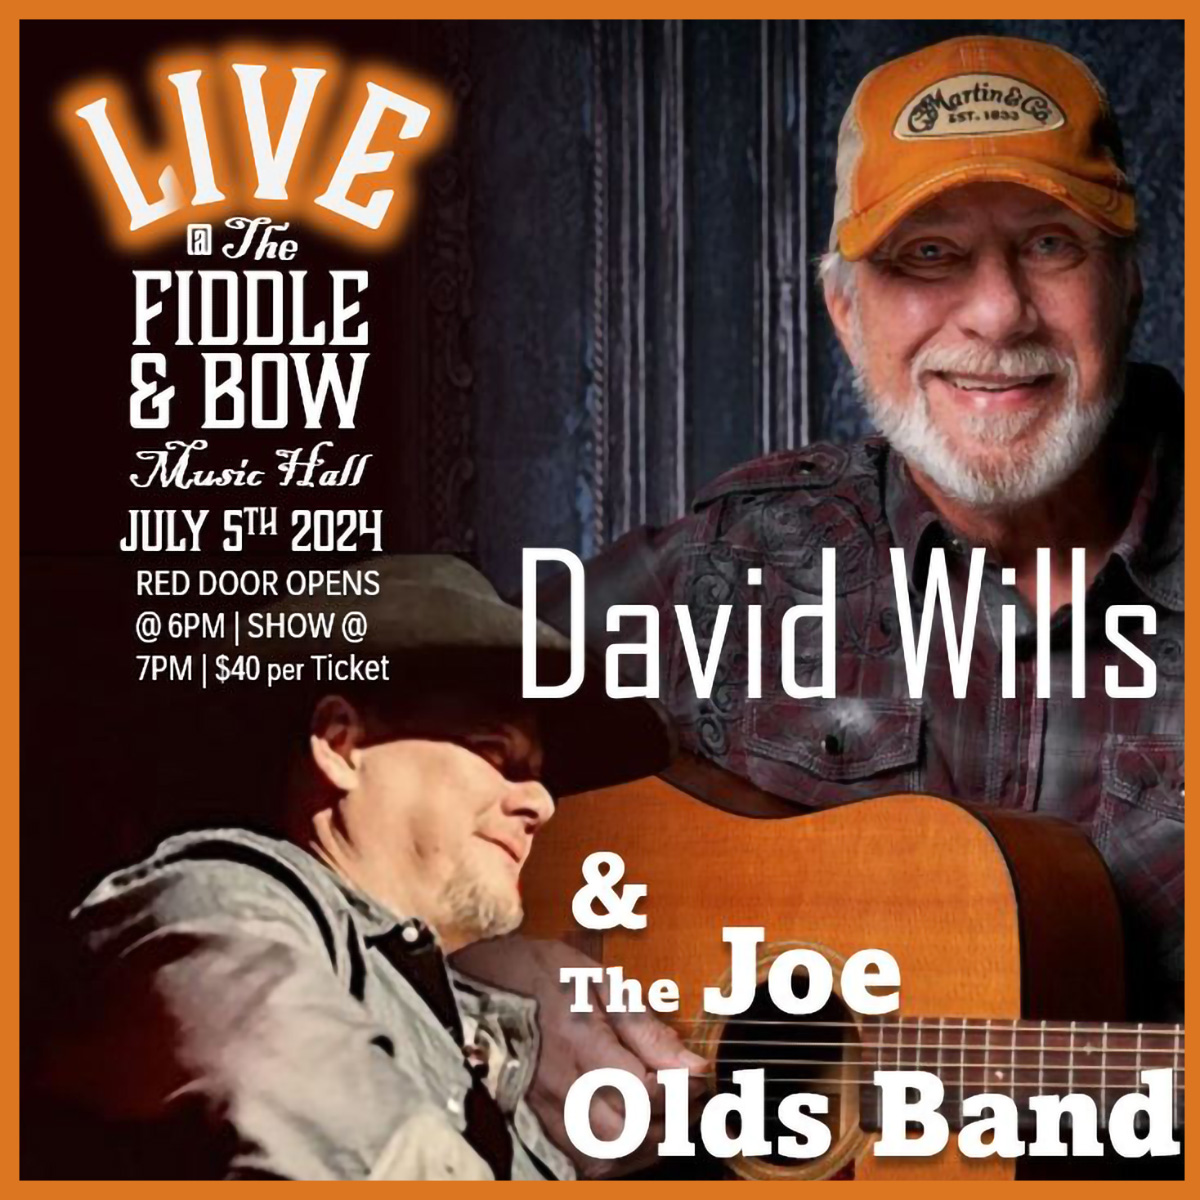 LIVE
@ The
FIDDLE
& BOW
Music Hall
JULY 5TH 2024
RED DOOR OPENS
@ 6PM | SHOW @
7PM | $40 per Ticket
Martin & Co
EST. 1833
David Wills
&
The Joe
Olds Band